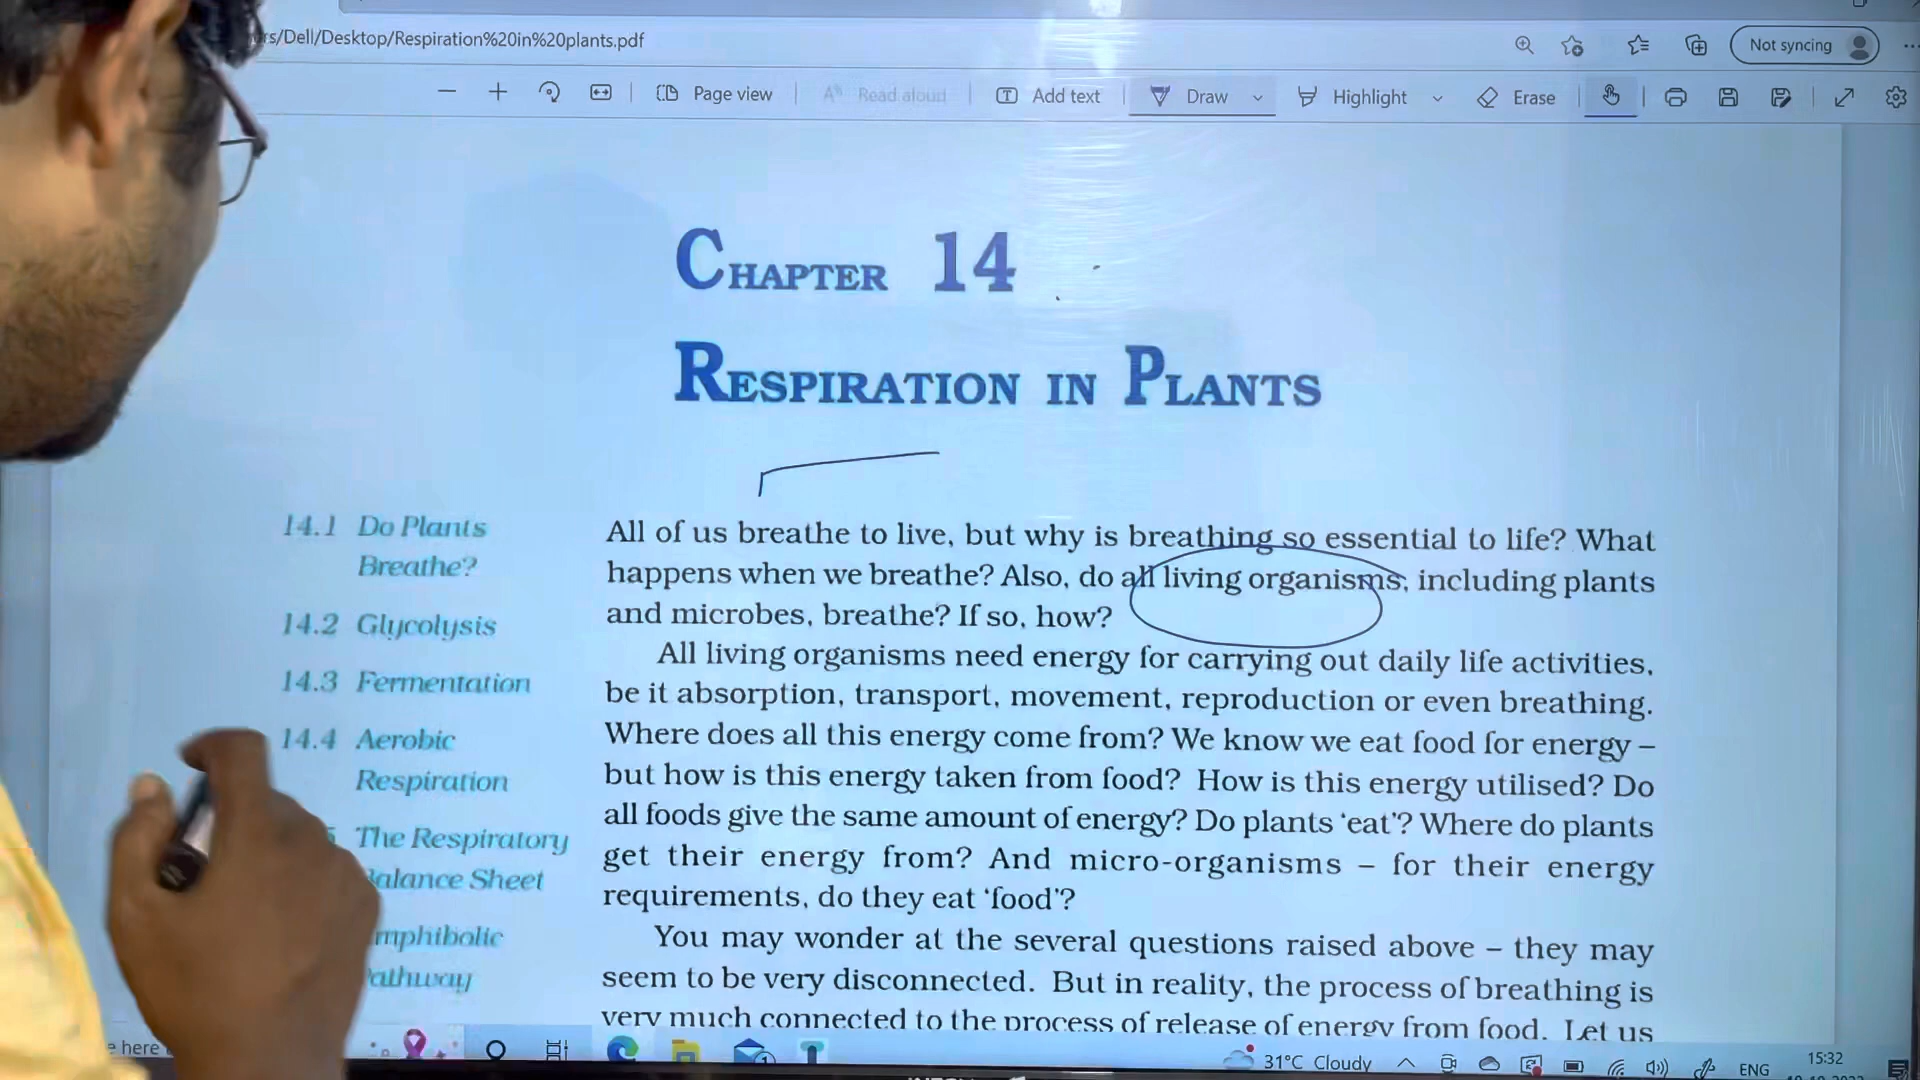 rs/Dell/Desktop/Respiration%20in%20plants.pdf
Not syncing
Page view
Read aloud
Add text
Draw
Highlight
Erase
CHAPTER 14
RESPIRATION IN PLANTS
14.1 Do Plants
Breathe?
14.2 Glycolysis
14.3 Fermentation
14.4 Aerobic
Respiration
The Respiratory
Balance Sheet
mphibolic
athway
All of us breathe to live, but why is breathing so essential to life? What
happens when we breathe? Also, do all living organisms, including plants
and microbes, breathe? If so, how?
All living organisms need energy for carrying out daily life activities,
be it absorption, transport, movement, reproduction or even breathing.
Where does all this energy come from? We know we eat food for energy –
but how is this energy taken from food? How is this energy utilised? Do
all foods give the same amount of energy? Do plants ‘eat’? Where do plants
get their energy from? And micro-organisms – for their energy
requirements, do they eat ‘food’?
You may wonder at the several questions raised above – they may
seem to be very disconnected. But in reality, the process of breathing is
very much connected to the process of release of energy from food. Let us
e here
31°C Cloudy
ENG
15:32